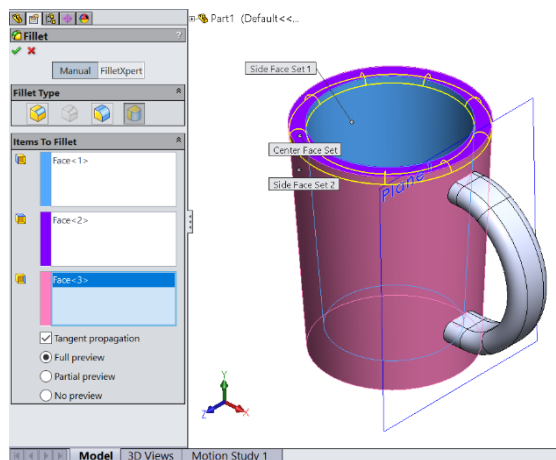 Part1 (Default<<...
Fillet
?
Manual
FilletXpert
Fillet Type
Items To Fillet
Face<1>
Face<2>
Face<3>
Tangent propagation
Full preview
Partial preview
No preview
Side Face Set 1
Center Face Set
Side Face Set 2
Plane
Y
Z
X
Model
3D Views
Motion Study 1